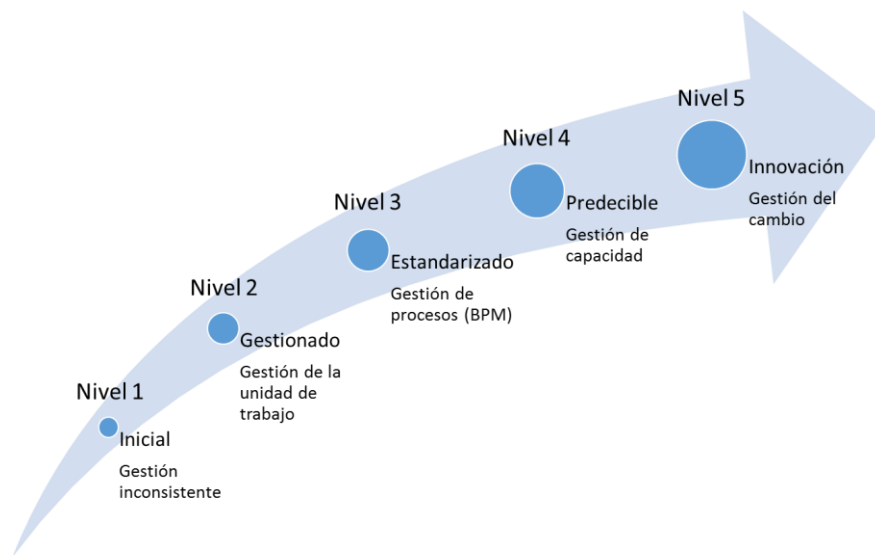 Nivel 1
Inicial
Gestión
inconsistente
Nivel 2
Gestionado
Gestión de la
unidad de
trabajo
Nivel 3
Estandarizado
Gestión de
procesos (BPM)
Nivel 4
Predecible
Gestión de
capacidad
Nivel 5
Innovación
Gestión del
cambio